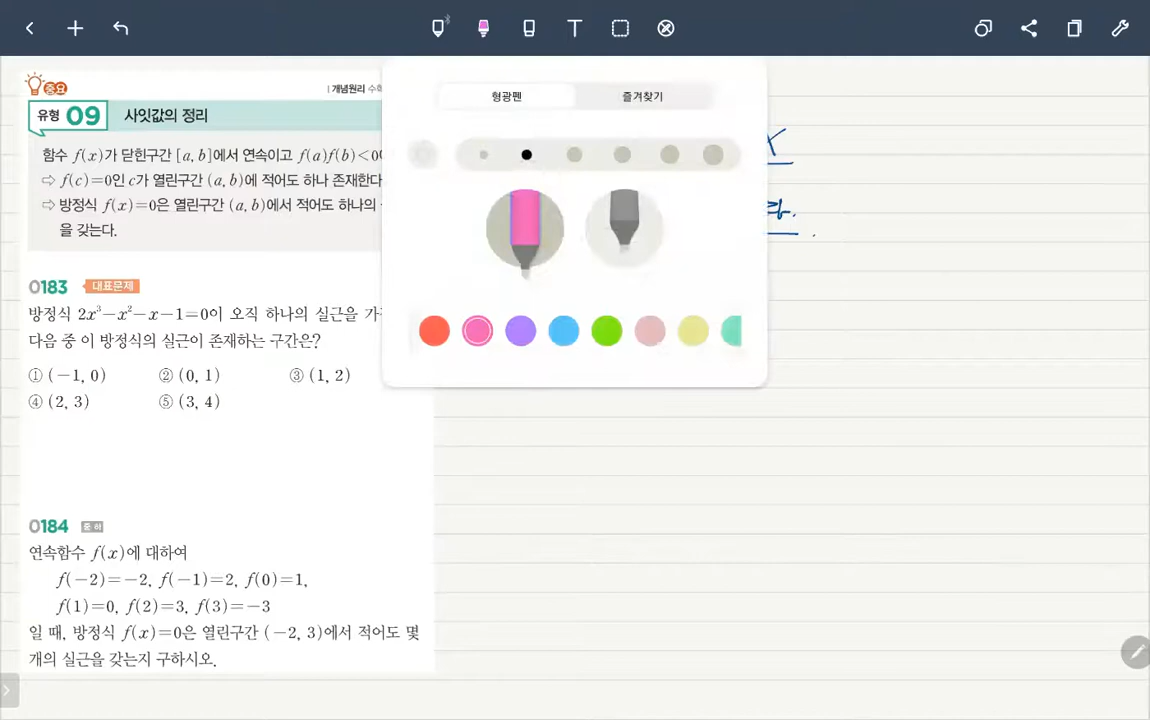 형광펜 즐겨찾기
중요
| 개념원리 수학
유형 09 사잇값의 정리
함수 f(x)가 닫힌구간 [a, b]에서 연속이고 f(a)f(b)<0
⇨ f(c)=0인 c가 열린구간 (a, b)에 적어도 하나 존재한다
⇨ 방정식 f(x)=0은 열린구간 (a, b)에서 적어도 하나의
을 갖는다.
0183 대표문제
방정식 2x³-x²-x-1=0이 오직 하나의 실근을 가
다음 중 이 방정식의 실근이 존재하는 구간은?
① (-1, 0) ② (0, 1) ③ (1, 2)
④ (2, 3) ⑤ (3, 4)
0184 중 하
연속함수 f(x)에 대하여
f(-2)=-2, f(-1)=2, f(0)=1,
f(1)=0, f(2)=3, f(3)=-3
일 때, 방정식 f(x)=0은 열린구간 (-2, 3)에서 적어도 몇
개의 실근을 갖는지 구하시오.